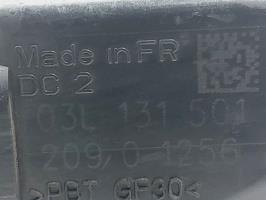 Made in FR
DC 2
03L 131 501
209,0 1256
>PBT GF30<